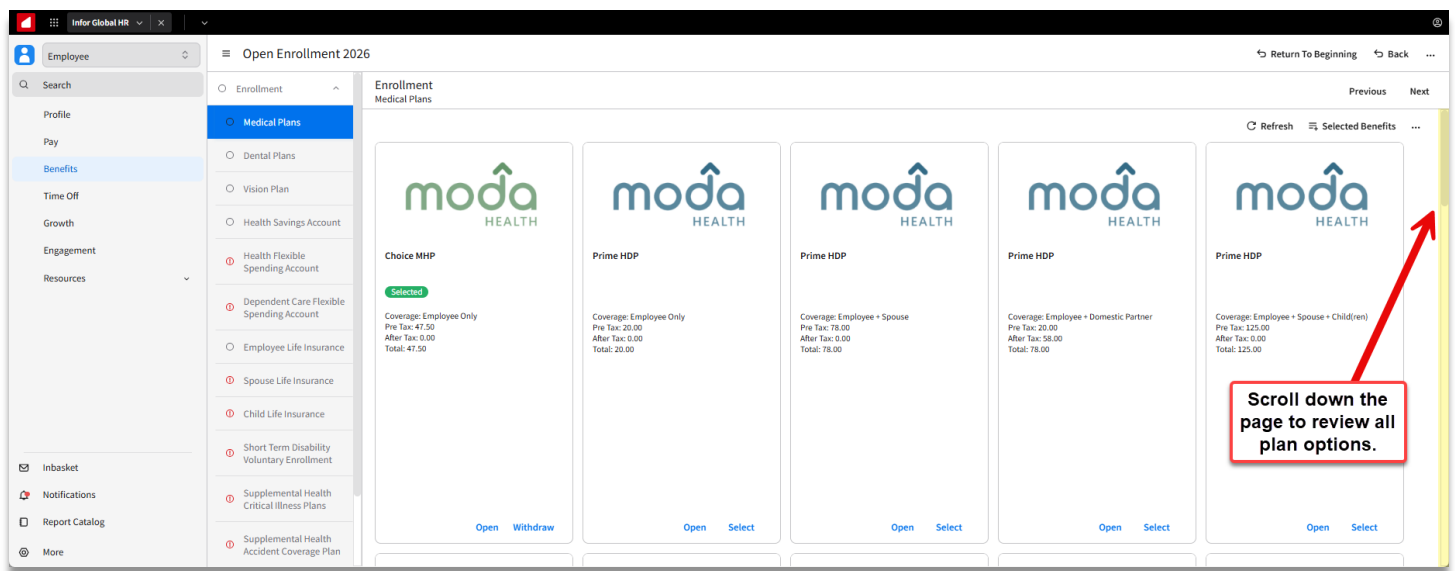 Infor Global HR
Employee
Search
Profile
Pay
Benefits
Time Off
Growth
Engagement
Resources
Inbasket
Notifications
Report Catalog
More
Open Enrollment 2026
Return To Beginning
Back
Enrollment
Medical Plans
Dental Plans
Vision Plan
Health Savings Account
Health Flexible
Spending Account
Dependent Care Flexible
Spending Account
Employee Life Insurance
Spouse Life Insurance
Child Life Insurance
Short Term Disability
Voluntary Enrollment
Supplemental Health
Critical Illness Plans
Supplemental Health
Accident Coverage Plan
Enrollment
Medical Plans
Previous
Next
Refresh
Selected Benefits
moda
HEALTH
Choice MHP
Selected
Coverage: Employee Only
Pre Tax: 47.50
After Tax: 0.00
Total: 47.50
Open Withdraw
moda
HEALTH
Prime HDP
Coverage: Employee Only
Pre Tax: 20.00
After Tax: 0.00
Total: 20.00
Open Select
moda
HEALTH
Prime HDP
Coverage: Employee + Spouse
Pre Tax: 78.00
After Tax: 0.00
Total: 78.00
Open Select
moda
HEALTH
Prime HDP
Coverage: Employee + Domestic Partner
Pre Tax: 20.00
After Tax: 58.00
Total: 78.00
Open Select
moda
HEALTH
Prime HDP
Coverage: Employee + Spouse + Child(ren)
Pre Tax: 125.00
After Tax: 0.00
Total: 125.00
Open Select
Scroll down the
page to review all
plan options.